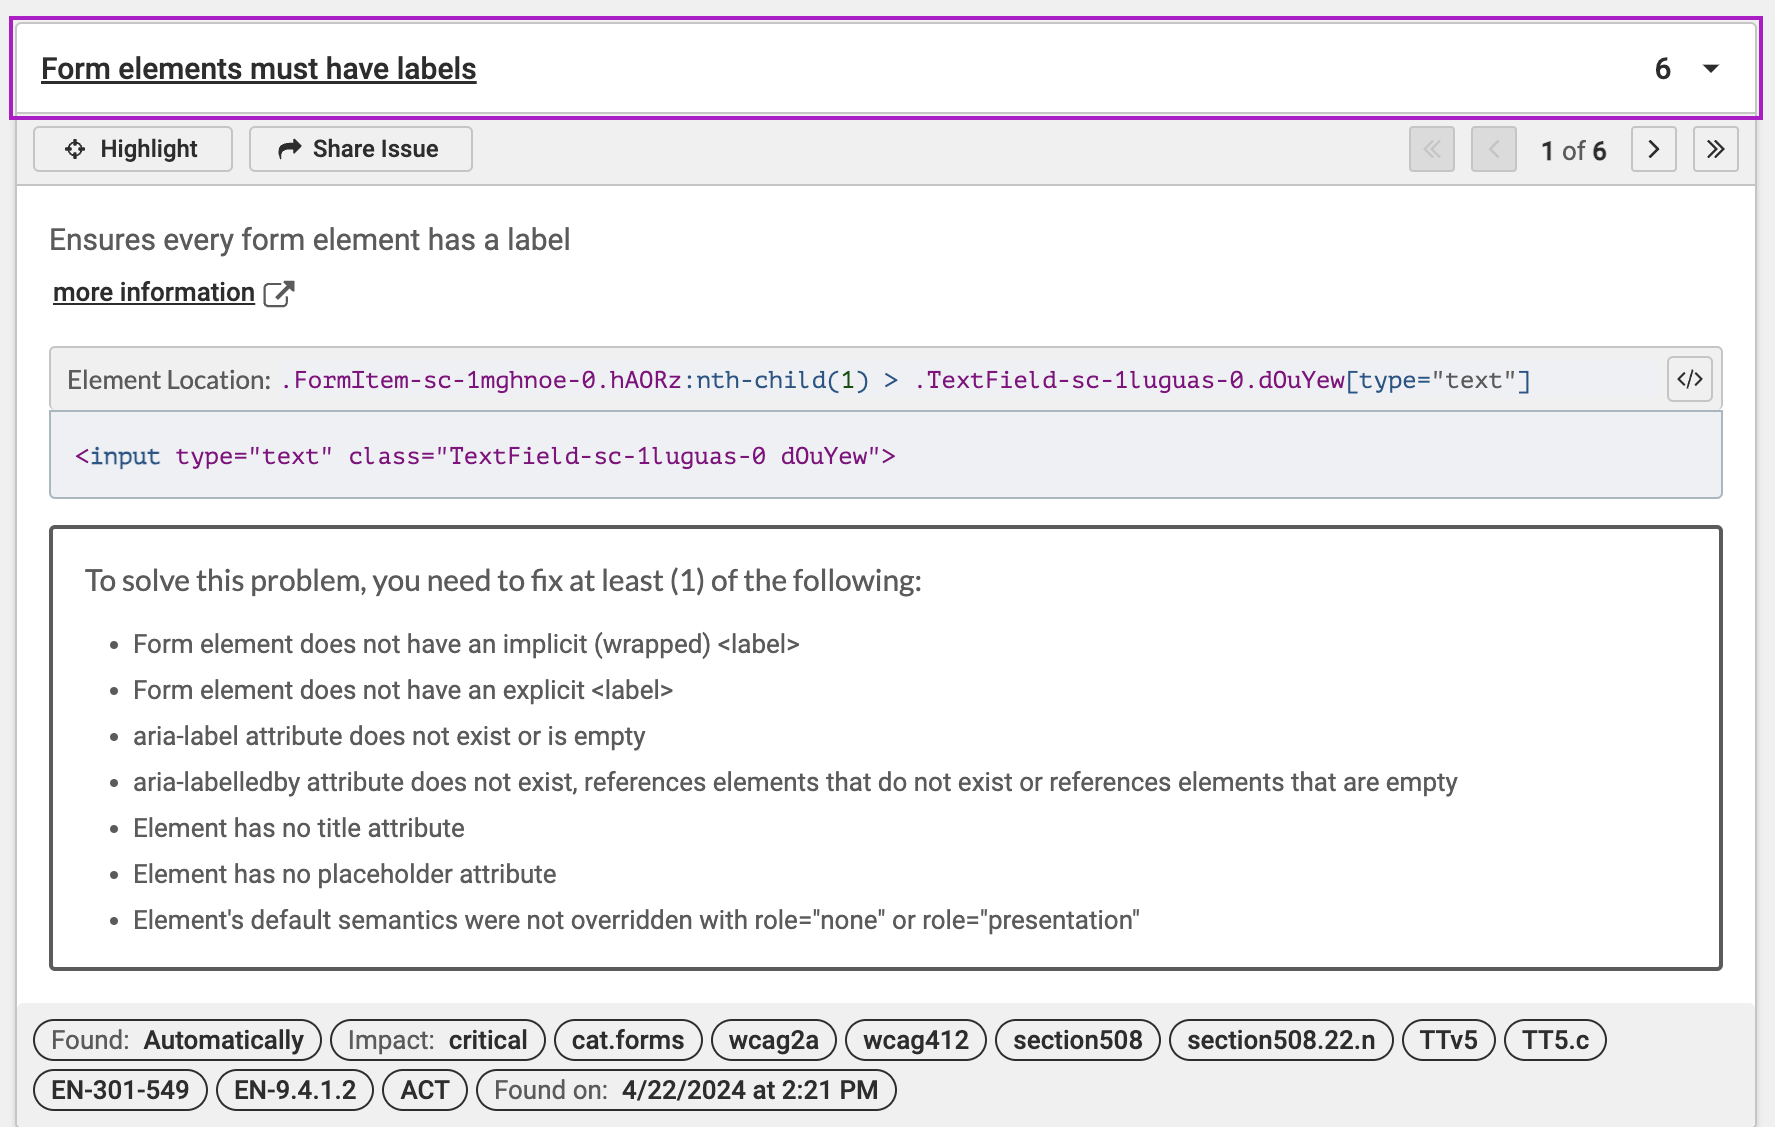 Form elements must have labels 6
Highlight Share Issue 1 of 6
Ensures every form element has a label
more information
Element Location: .FormItem-sc-1mghnoe-0.hAORz:nth-child(1) > .TextField-sc-1luguas-0.dOuYew[type="text"] </>
<input type="text" class="TextField-sc-1luguas-0 dOuYew">
To solve this problem, you need to fix at least (1) of the following:
• Form element does not have an implicit (wrapped) <label>
• Form element does not have an explicit <label>
• aria-label attribute does not exist or is empty
• aria-labelledby attribute does not exist, references elements that do not exist or references elements that are empty
• Element has no title attribute
• Element has no placeholder attribute
• Element's default semantics were not overridden with role="none" or role="presentation"
Found: Automatically Impact: critical cat.forms wcag2a wcag412 section508 section508.22.n TTv5 TT5.c
EN-301-549 EN-9.4.1.2 ACT Found on: 4/22/2024 at 2:21 PM